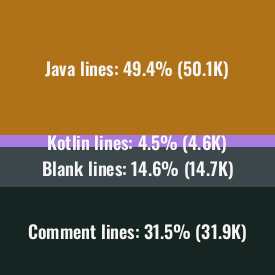 Java lines: 49.4% (50.1K)
Kotlin lines: 4.5% (4.6K)
Blank lines: 14.6% (14.7K)
Comment lines: 31.5% (31.9K)